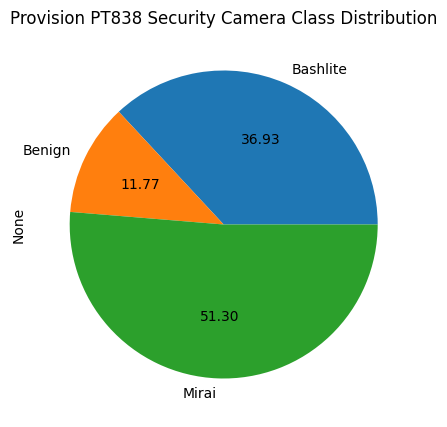 Provision PT838 Security Camera Class Distribution
Bashlite
36.93
Benign
11.77
None
51.30
Mirai